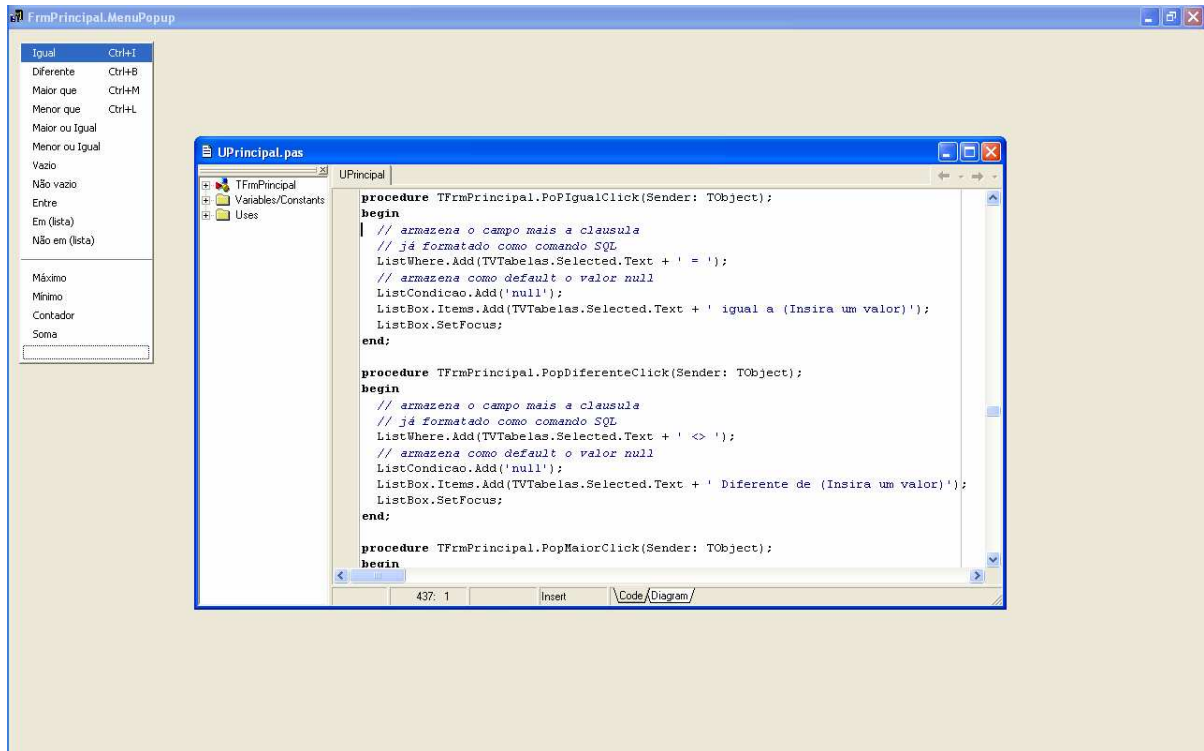 FrmPrincipal.MenuPopup
Igual Ctrl+I
Diferente Ctrl+B
Maior que Ctrl+M
Menor que Ctrl+L
Maior ou Igual
Menor ou Igual
Vazio
Não vazio
Entre
Em (lista)
Não em (lista)
Máximo
Mínimo
Contador
Soma
UPrincipal.pas
TFrmPrincipal
Variables/Constants
Uses
UPrincipal
procedure TFrmPrincipal.PoPIgualClick(Sender: TObject);
begin
// armazena o campo mais a clausula
// já formatado como comando SQL
ListWhere.Add(TVTabelas.Selected.Text + ' = ');
// armazena como default o valor null
ListCondicao.Add('null');
ListBox.Items.Add(TVTabelas.Selected.Text + ' igual a (Insira um valor)');
ListBox.SetFocus;
end;
procedure TFrmPrincipal.PopDiferenteClick(Sender: TObject);
begin
// armazena o campo mais a clausula
// já formatado como comando SQL
ListWhere.Add(TVTabelas.Selected.Text + ' <> ');
// armazena como default o valor null
ListCondicao.Add('null');
ListBox.Items.Add(TVTabelas.Selected.Text + ' Diferente de (Insira um valor)');
ListBox.SetFocus;
end;
procedure TFrmPrincipal.PopMaiorClick(Sender: TObject);
begin
437: 1 Insert Code Diagram